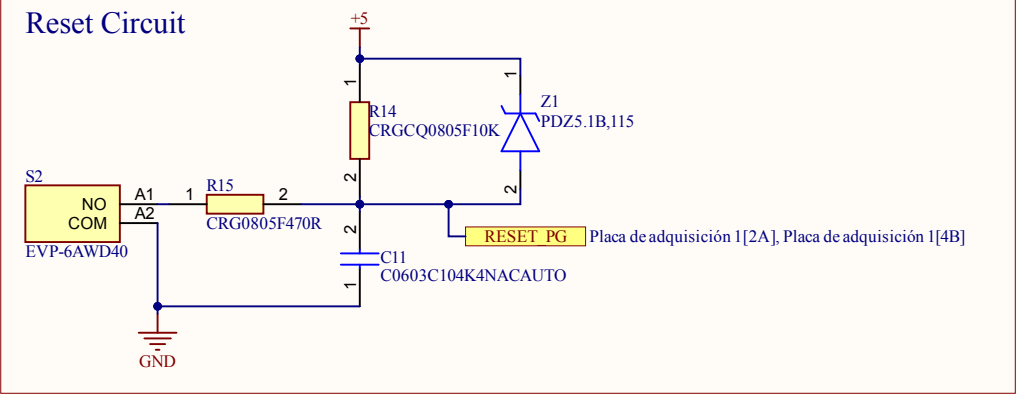 Reset Circuit
+5
1
1
R14
CRGCQ0805F10K
Z1
PDZ5.1B,115
2
2
S2
NO
COM
A1
A2
EVP-6AWD40
1
R15
2
CRG0805F470R
RESET_PG
Placa de adquisición 1[2A], Placa de adquisición 1[4B]
2
C11
C0603C104K4NACAUTO
1
GND